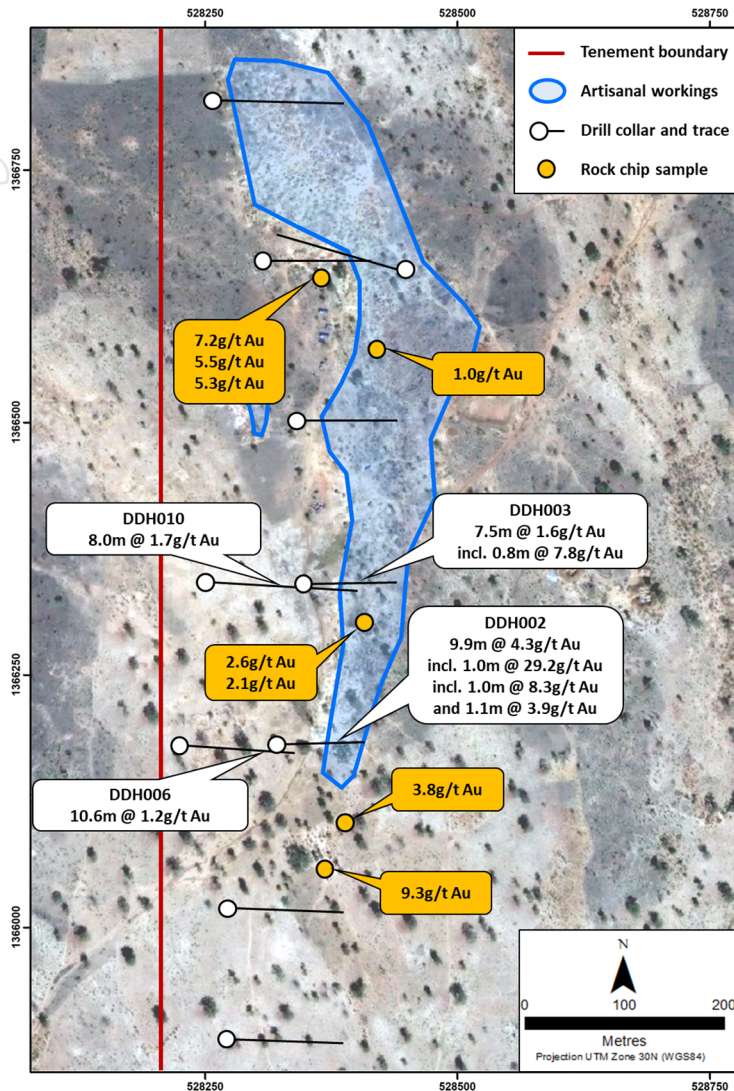 528250
528500
528750
Tenement boundary
Artisanal workings
Drill collar and trace
Rock chip sample
1366750
7.2g/t Au
5.5g/t Au
5.3g/t Au
1.0g/t Au
1366500
DDH010
8.0m @ 1.7g/t Au
DDH003
7.5m @ 1.6g/t Au
incl. 0.8m @ 7.8g/t Au
2.6g/t Au
2.1g/t Au
DDH002
9.9m @ 4.3g/t Au
incl. 1.0m @ 29.2g/t Au
incl. 1.0m @ 8.3g/t Au
and 1.1m @ 3.9g/t Au
1366250
DDH006
10.6m @ 1.2g/t Au
3.8g/t Au
9.3g/t Au
1366000
N
0
100
200
Metres
Projection UTM Zone 30N (WGS84)
528250
528500
528750